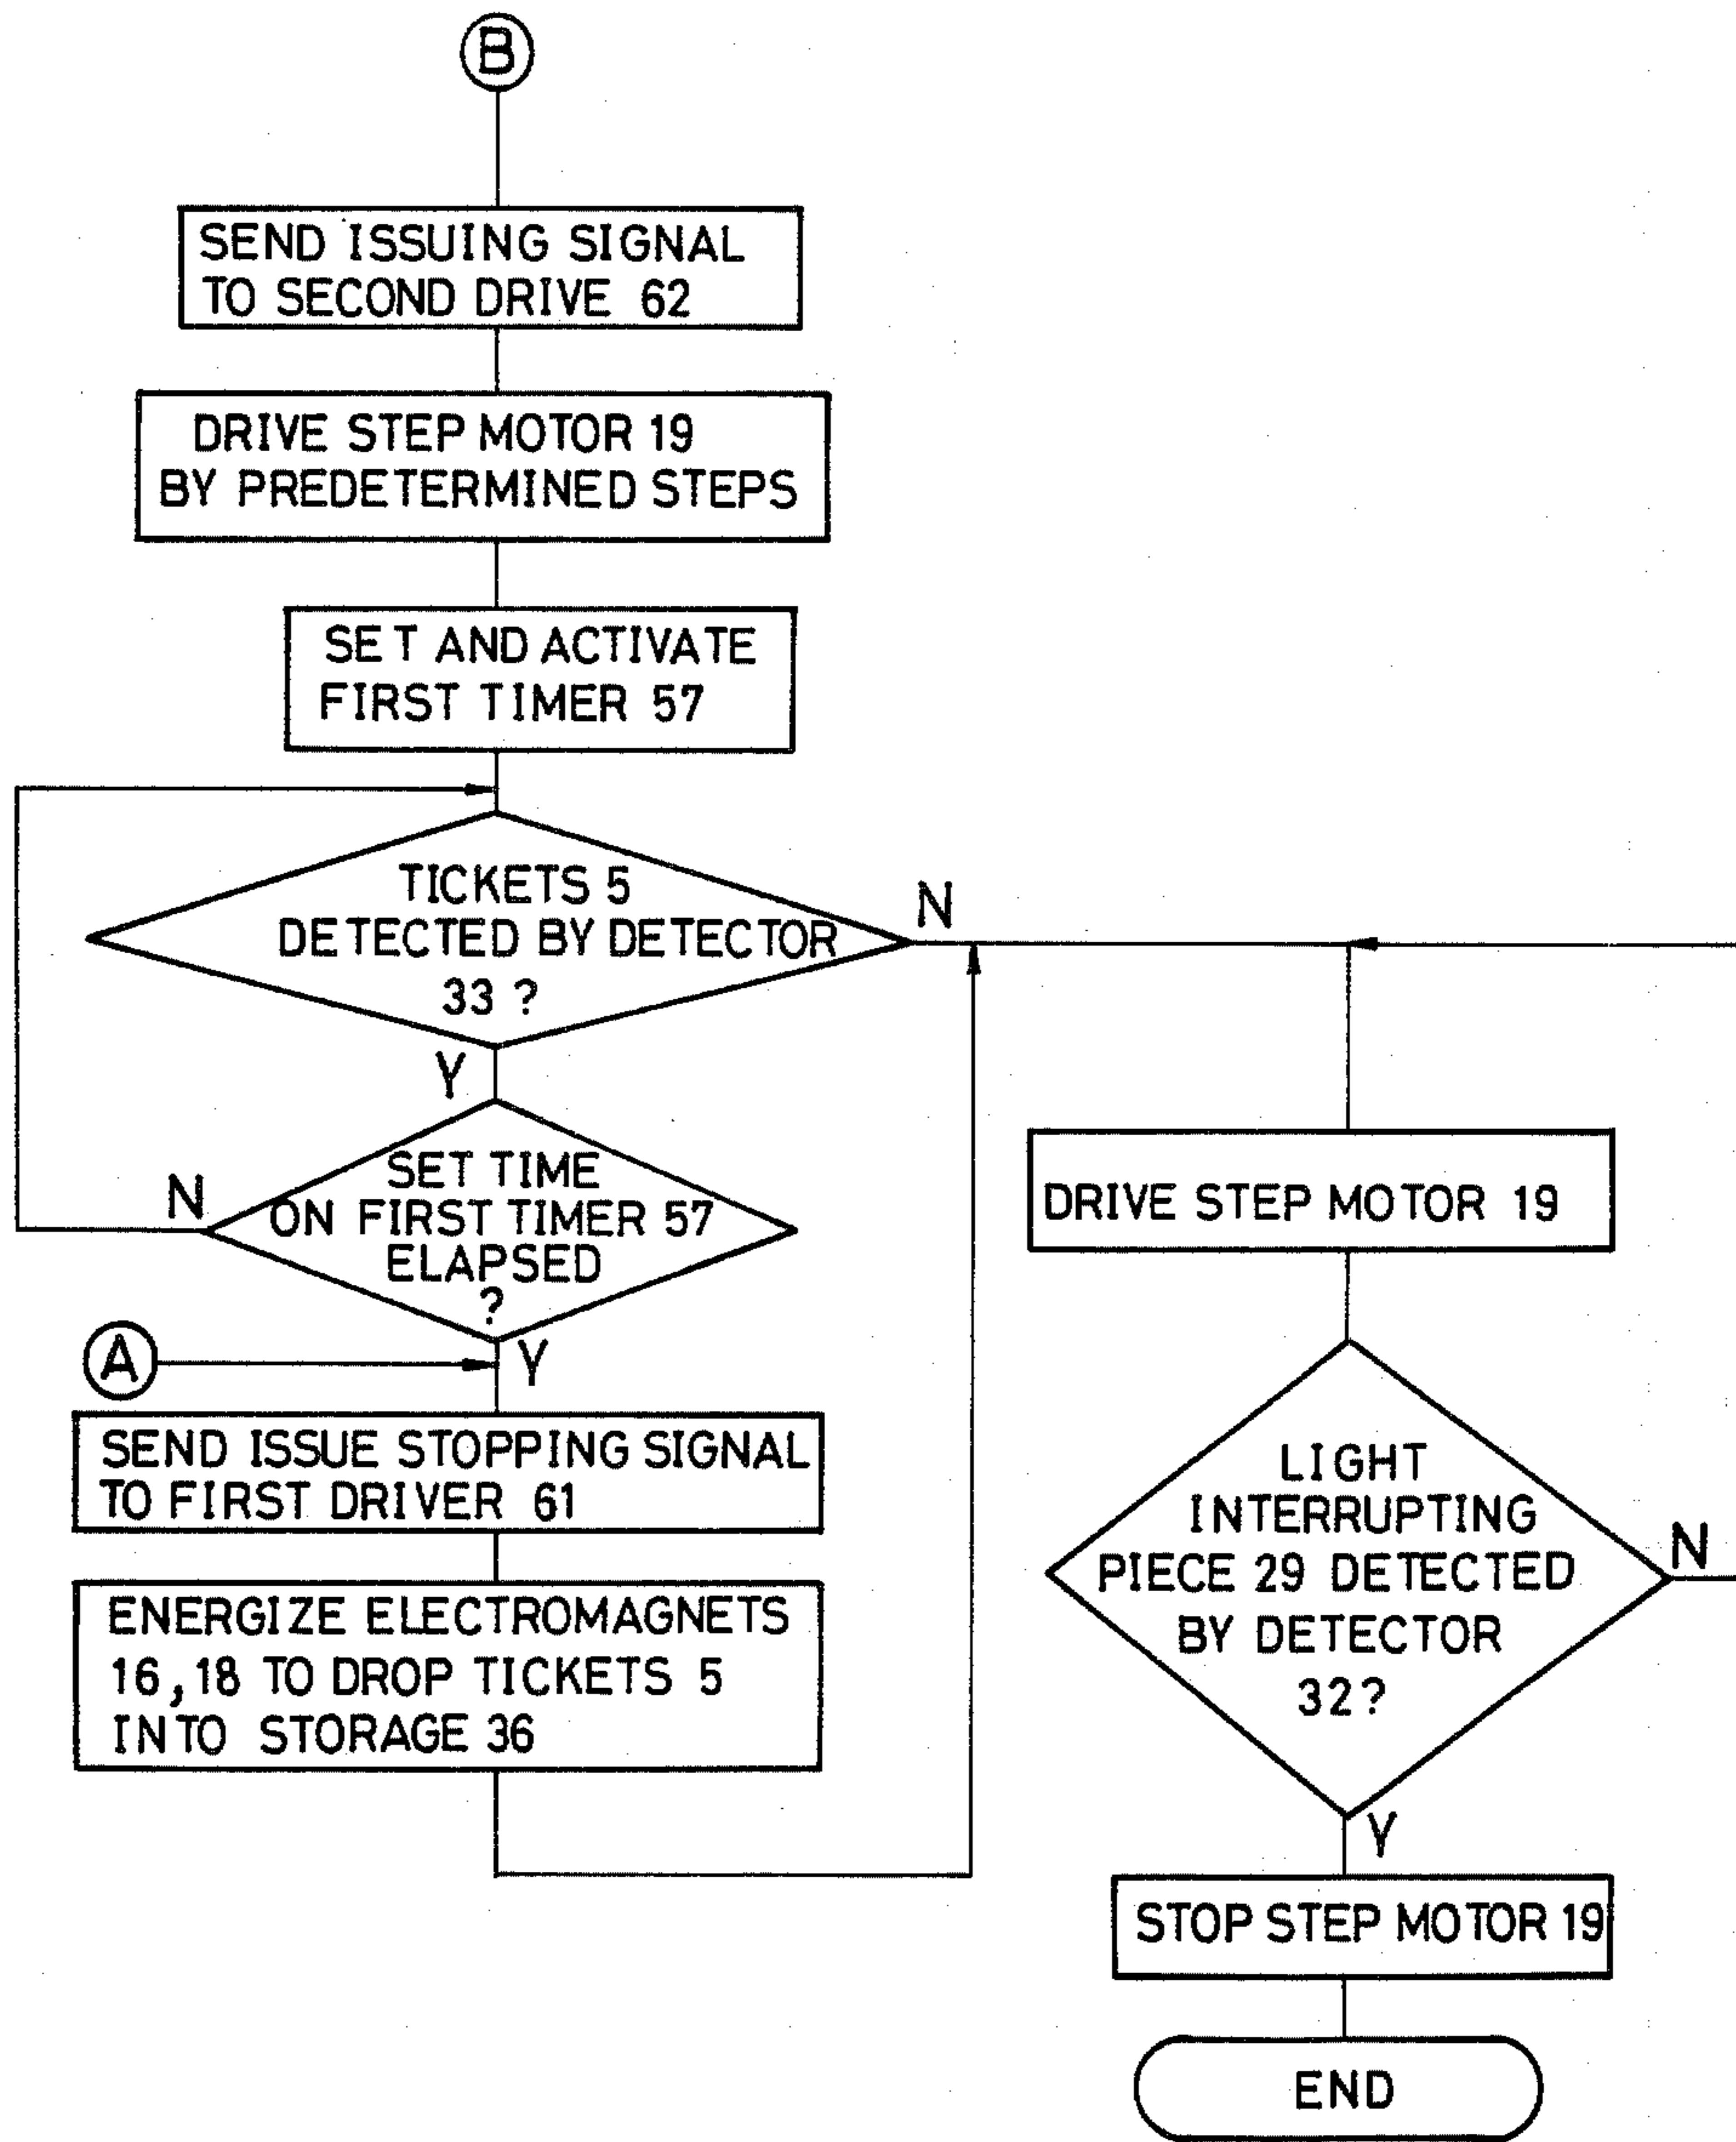 B
SEND ISSUING SIGNAL
TO SECOND DRIVE 62
DRIVE STEP MOTOR 19
BY PREDETERMINED STEPS
SET AND ACTIVATE
FIRST TIMER 57
TICKETS 5
DETECTED BY DETECTOR
33 ?
N
Y
SET TIME
ON FIRST TIMER 57
ELAPSED
?
N
Y
A
SEND ISSUE STOPPING SIGNAL
TO FIRST DRIVER 61
ENERGIZE ELECTROMAGNETS
16,18 TO DROP TICKETS 5
INTO STORAGE 36
DRIVE STEP MOTOR 19
LIGHT
INTERRUPTING
PIECE 29 DETECTED
BY DETECTOR
32?
N
Y
STOP STEP MOTOR 19
END